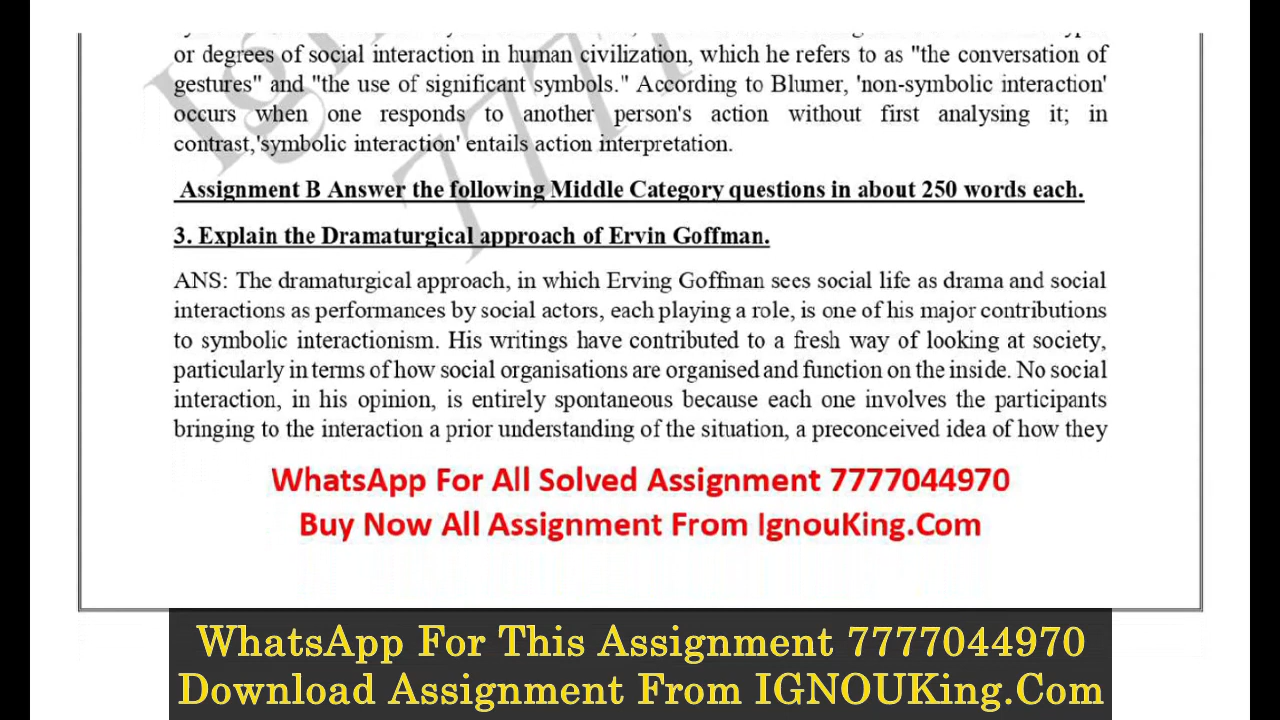 or degrees of social interaction in human civilization, which he refers to as "the conversation of
gestures" and "the use of significant symbols." According to Blumer, 'non-symbolic interaction'
occurs when one responds to another person's action without first analysing it; in
contrast,'symbolic interaction' entails action interpretation.
Assignment B Answer the following Middle Category questions in about 250 words each.
3. Explain the Dramaturgical approach of Ervin Goffman.
ANS: The dramaturgical approach, in which Erving Goffman sees social life as drama and social
interactions as performances by social actors, each playing a role, is one of his major contributions
to symbolic interactionism. His writings have contributed to a fresh way of looking at society,
particularly in terms of how social organisations are organised and function on the inside. No social
interaction, in his opinion, is entirely spontaneous because each one involves the participants
bringing to the interaction a prior understanding of the situation, a preconceived idea of how they
WhatsApp For All Solved Assignment 7777044970
Buy Now All Assignment From IgnouKing.Com
WhatsApp For This Assignment 7777044970
Download Assignment From IGNOUKing.Com